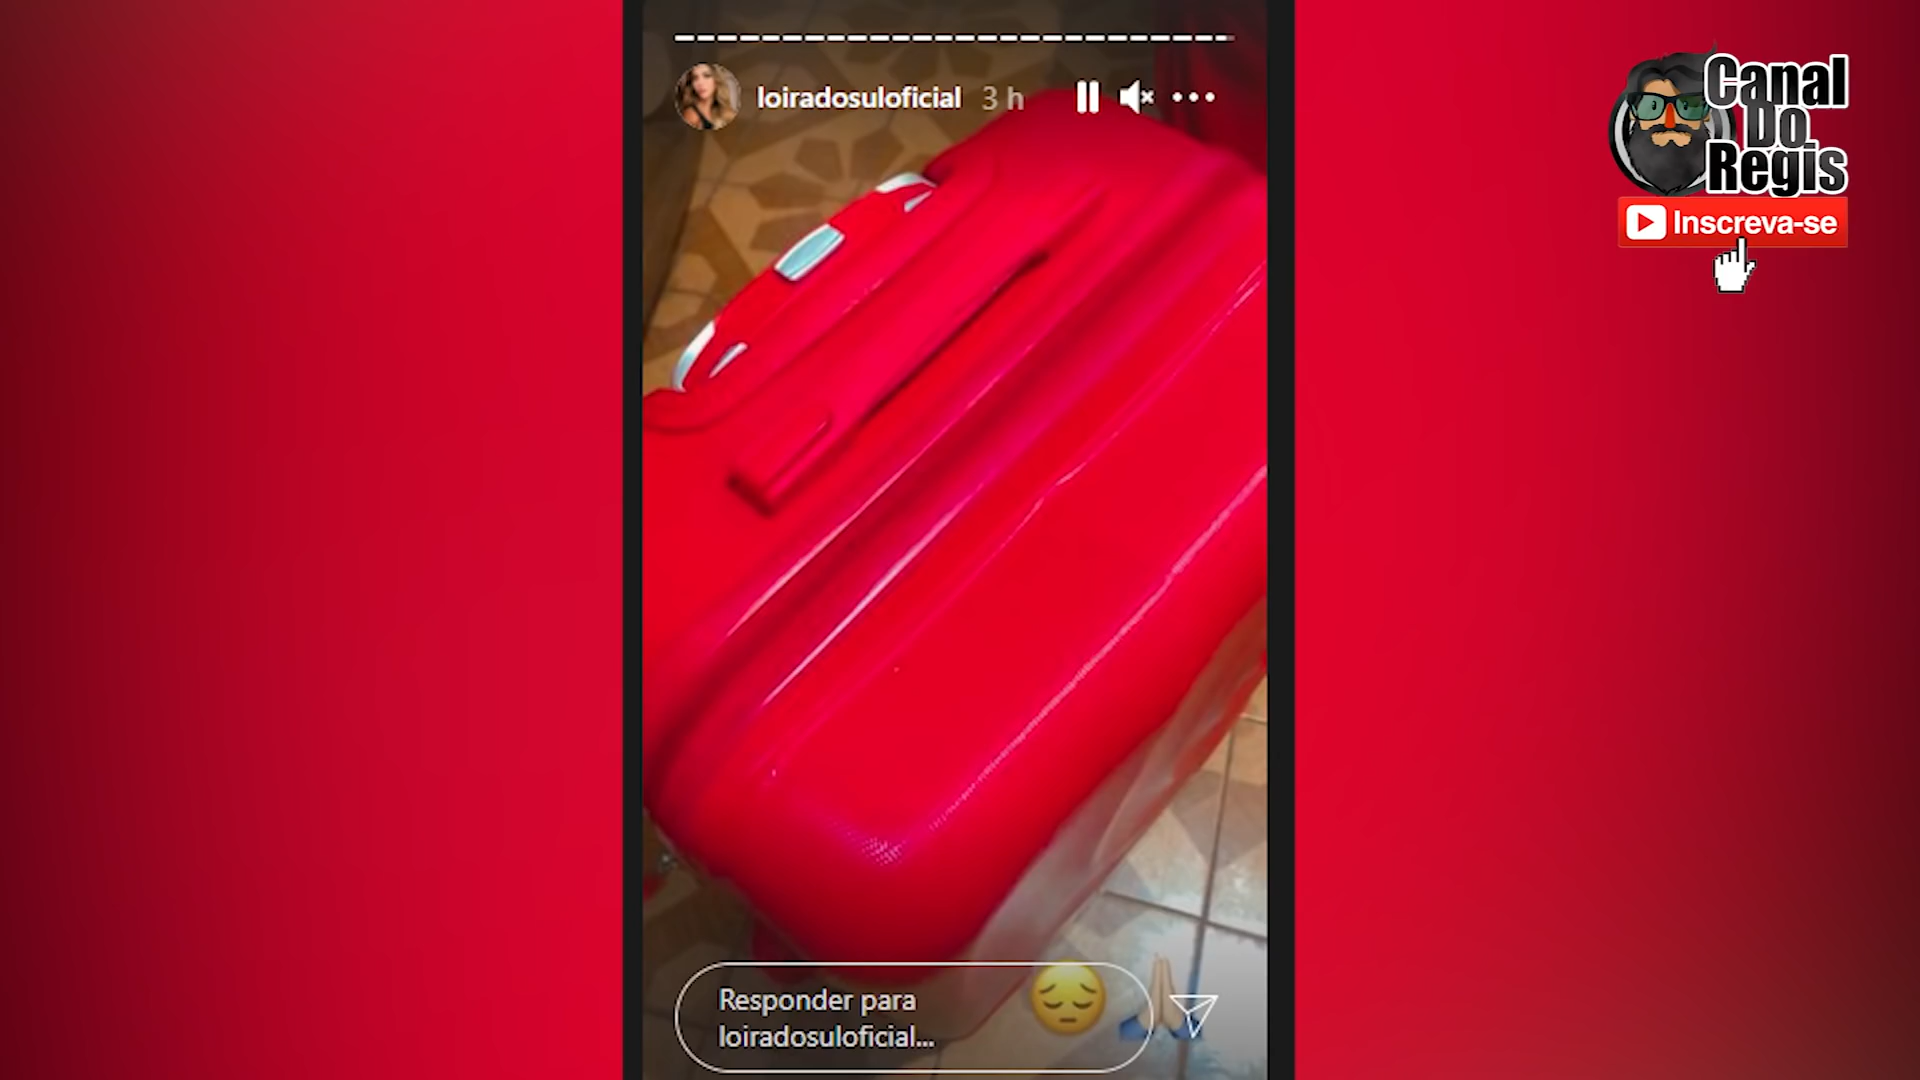 loiradosuloficial 3 h
Canal
Do
Regis
Inscreva-se
Responder para
loiradosuloficial...